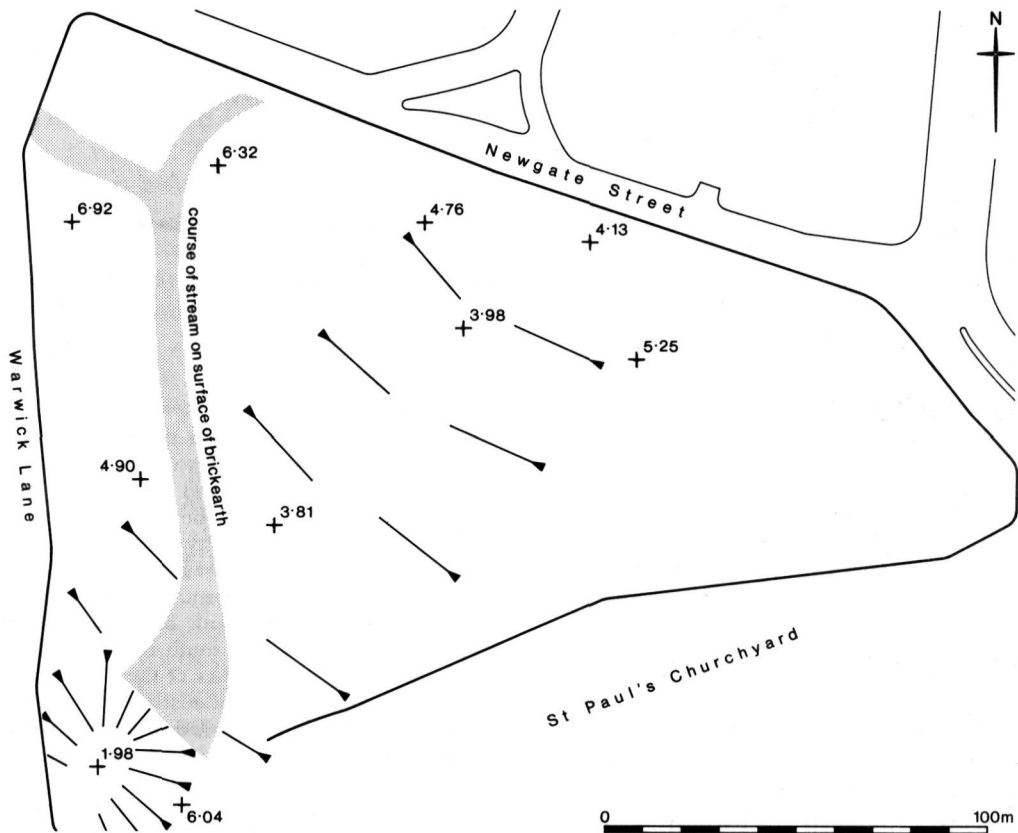 N
Newgate Street
6·32
6·92
4·76
4·13
course of stream on surface of brickearth
3·98
5·25
Warwick Lane
4·90
3·81
St Paul's Churchyard
1·98
6·04
0 100m